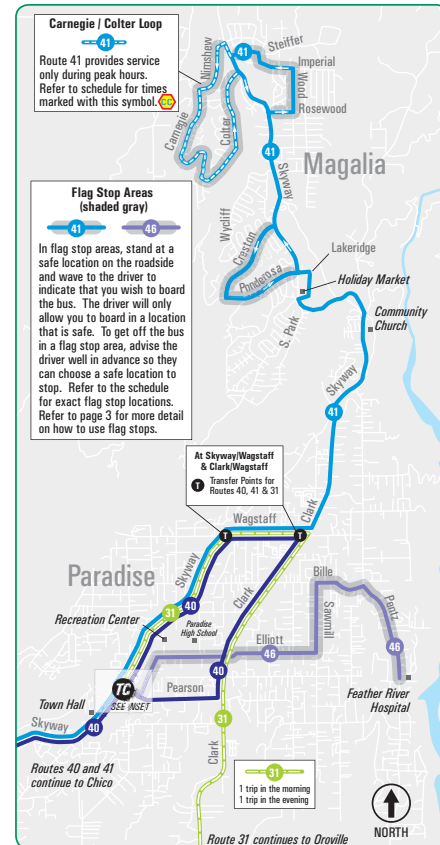 Carnegie / Colter Loop
41
Route 41 provides service
only during peak hours.
Refer to schedule for times
marked with this symbol. CC
Nimshew
41
Steiffer
Imperial
Wood
Rosewood
Carnegie
Colter
41
Skyway
Magalia
Flag Stop Areas
(shaded gray)
41
46
In flag stop areas, stand at a
safe location on the roadside
and wave to the driver to
indicate that you wish to board
the bus. The driver will only
allow you to board in a location
that is safe. To get off the bus
in a flag stop area, advise the
driver well in advance so they
can choose a safe location to
stop. Refer to the schedule
for exact flag stop locations.
Refer to page 3 for more detail
on how to use flag stops.
Wycliff
Creston
Ponderosa
Lakeridge
Holiday Market
S. Park
Community
Church
Skyway
41
At Skyway/Wagstaff
& Clark/Wagstaff
T
Transfer Points for
Routes 40, 41 & 31
Wagstaff
Clark
T
T
Paradise
Skyway
31
40
Recreation Center
Paradise
High School
Clark
Bille
Sawmill
Pentz
Elliott
46
46
40
Pearson
TC
SEE INSET
Town Hall
Skyway
40
Feather River
Hospital
31
Clark
Routes 40 and 41
continue to Chico
31
1 trip in the morning
1 trip in the evening
NORTH
Route 31 continues to Oroville